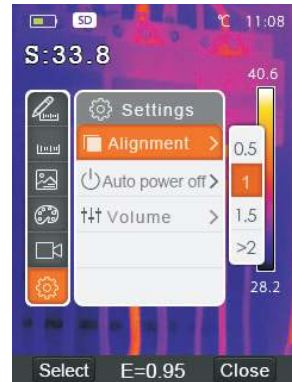 SD ℃ 11:08
S:33.8
40.6
Settings
Alignment > 0.5
1
Auto power off >
Volume > 1.5
>2
28.2
Select E=0.95 Close